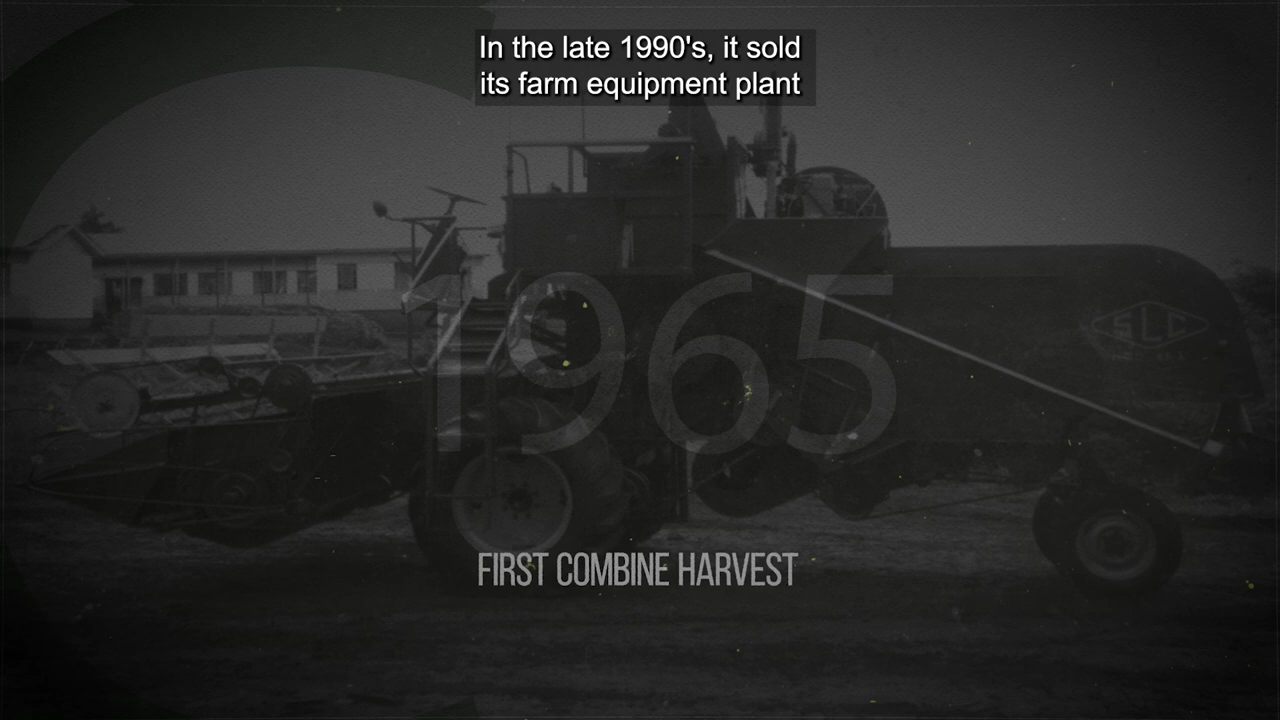 In the late 1990's, it sold
its farm equipment plant
1965
SLC
FIRST COMBINE HARVEST